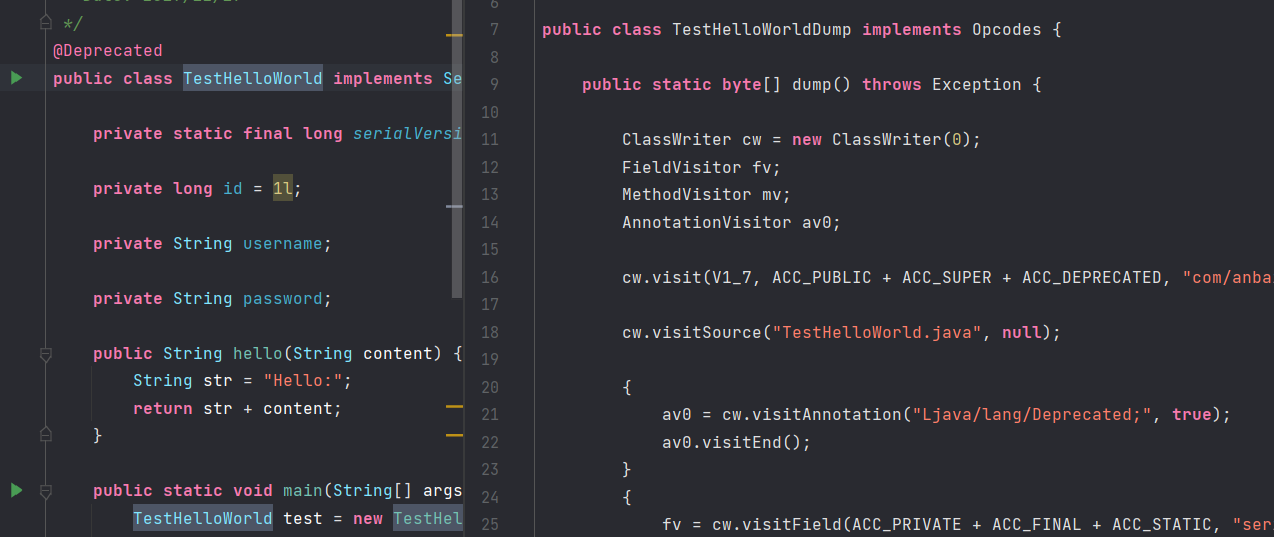 */
@Deprecated
public class TestHelloWorld implements Se
private static final long serialVersi
private long id = 1l;
private String username;
private String password;
public String hello(String content) {
String str = "Hello:";
return str + content;
}
public static void main(String[] args
TestHelloWorld test = new TestHel
6
7 public class TestHelloWorldDump implements Opcodes {
8
9 public static byte[] dump() throws Exception {
10
11 ClassWriter cw = new ClassWriter(0);
12 FieldVisitor fv;
13 MethodVisitor mv;
14 AnnotationVisitor av0;
15
16 cw.visit(V1_7, ACC_PUBLIC + ACC_SUPER + ACC_DEPRECATED, "com/anba
17
18 cw.visitSource("TestHelloWorld.java", null);
19
20 {
21 av0 = cw.visitAnnotation("Ljava/lang/Deprecated;", true);
22 av0.visitEnd();
23 }
24 {
25 fv = cw.visitField(ACC_PRIVATE + ACC_FINAL + ACC_STATIC, "ser